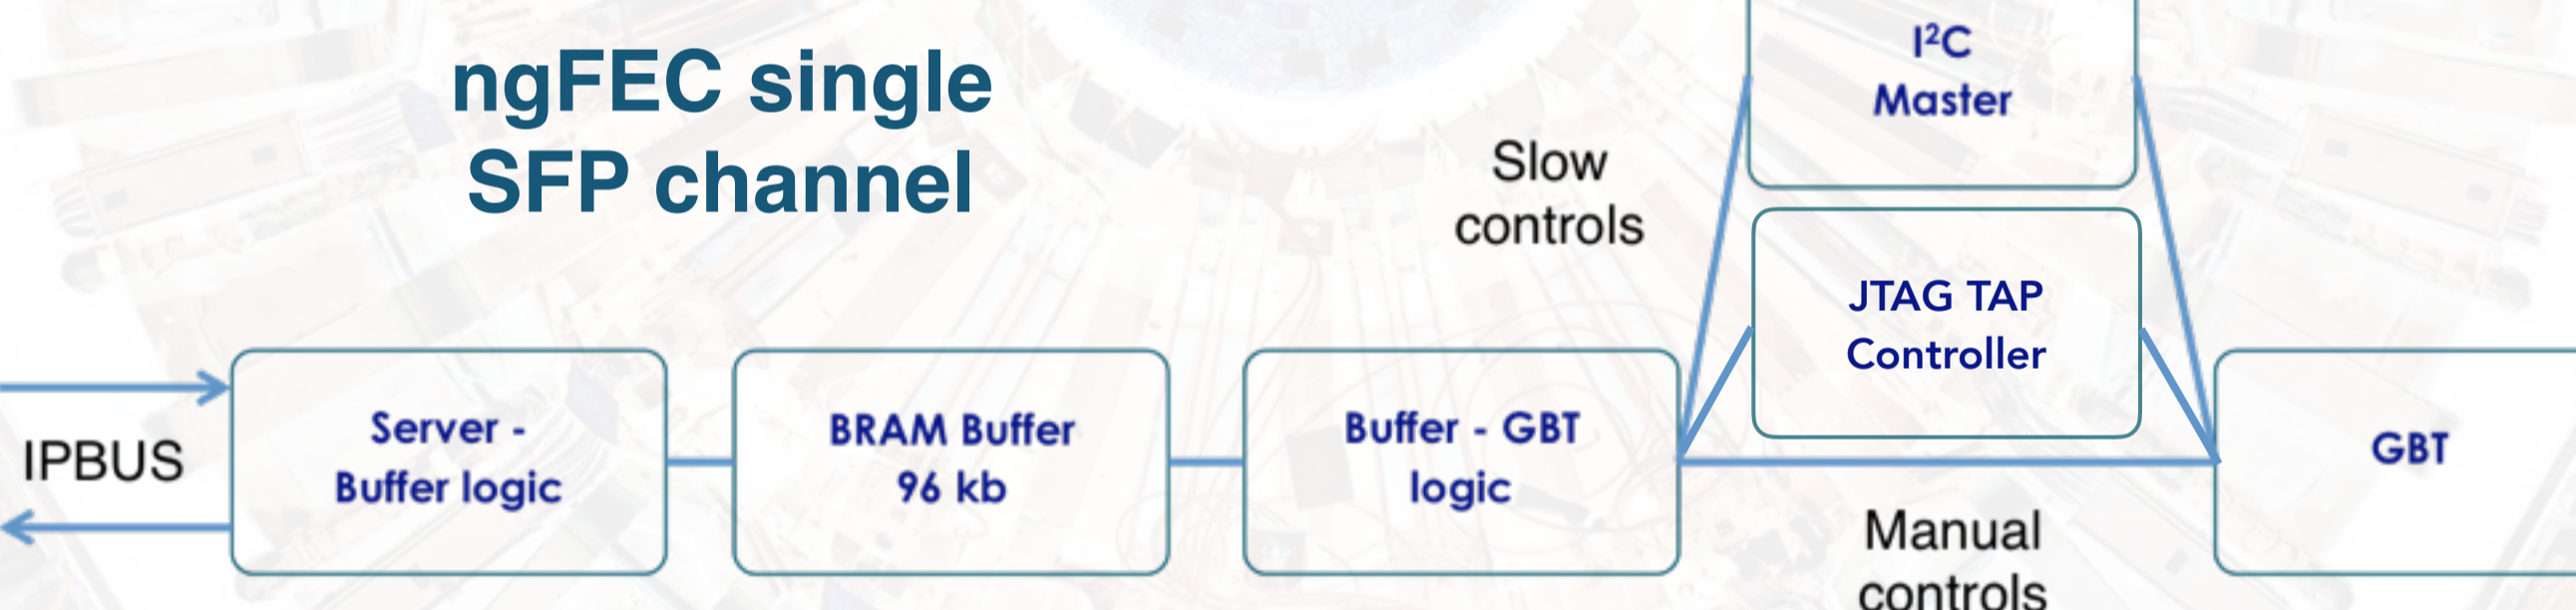 ngFEC single
SFP channel
I²C
Master
Slow
controls
JTAG TAP
Controller
IPBUS
Server -
Buffer logic
BRAM Buffer
96 kb
Buffer - GBT
logic
GBT
Manual
controls